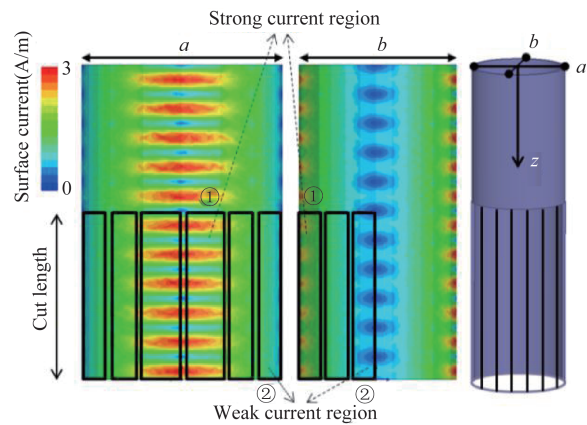 Strong current region
Surface current(A/m)
3
0
a
b
①
①
Cut length
②
②
Weak current region
b
a
z